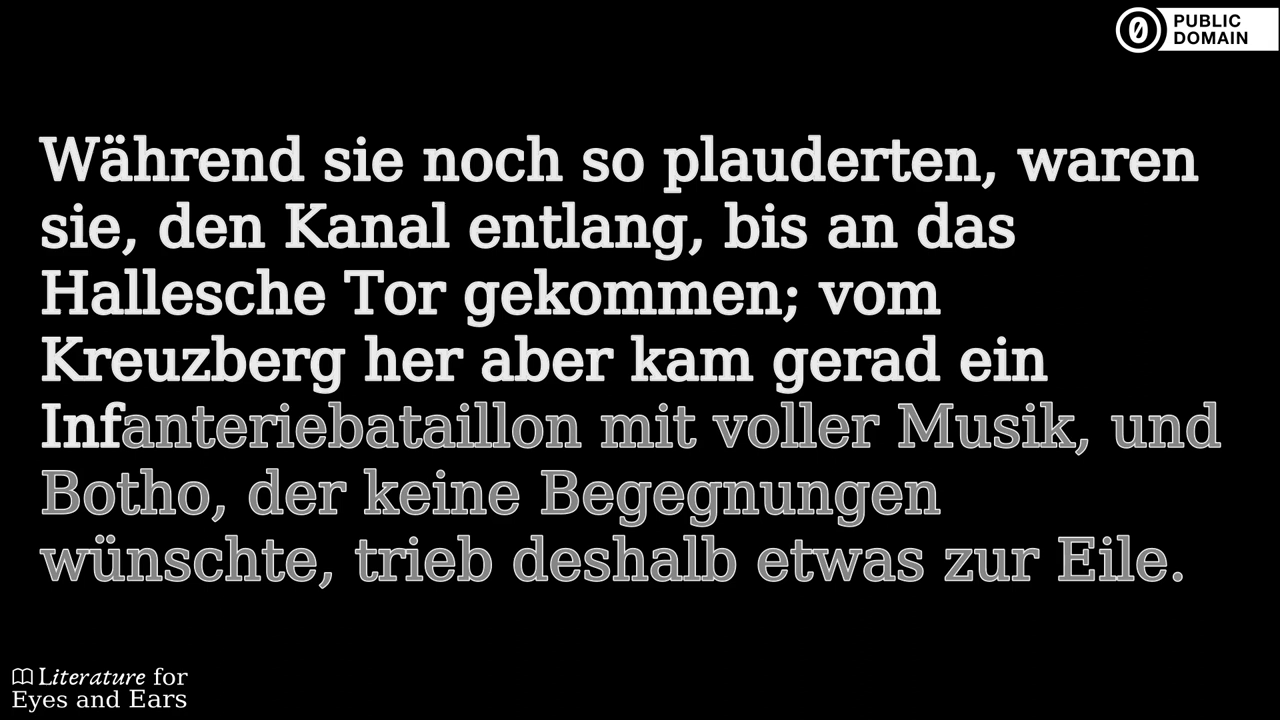 PUBLIC
DOMAIN
Während sie noch so plauderten, waren
sie, den Kanal entlang, bis an das
Hallesche Tor gekommen; vom
Kreuzberg her aber kam gerad ein
Infanteriebataillon mit voller Musik, und
Botho, der keine Begegnungen
wünschte, trieb deshalb etwas zur Eile.
Literature for
Eyes and Ears